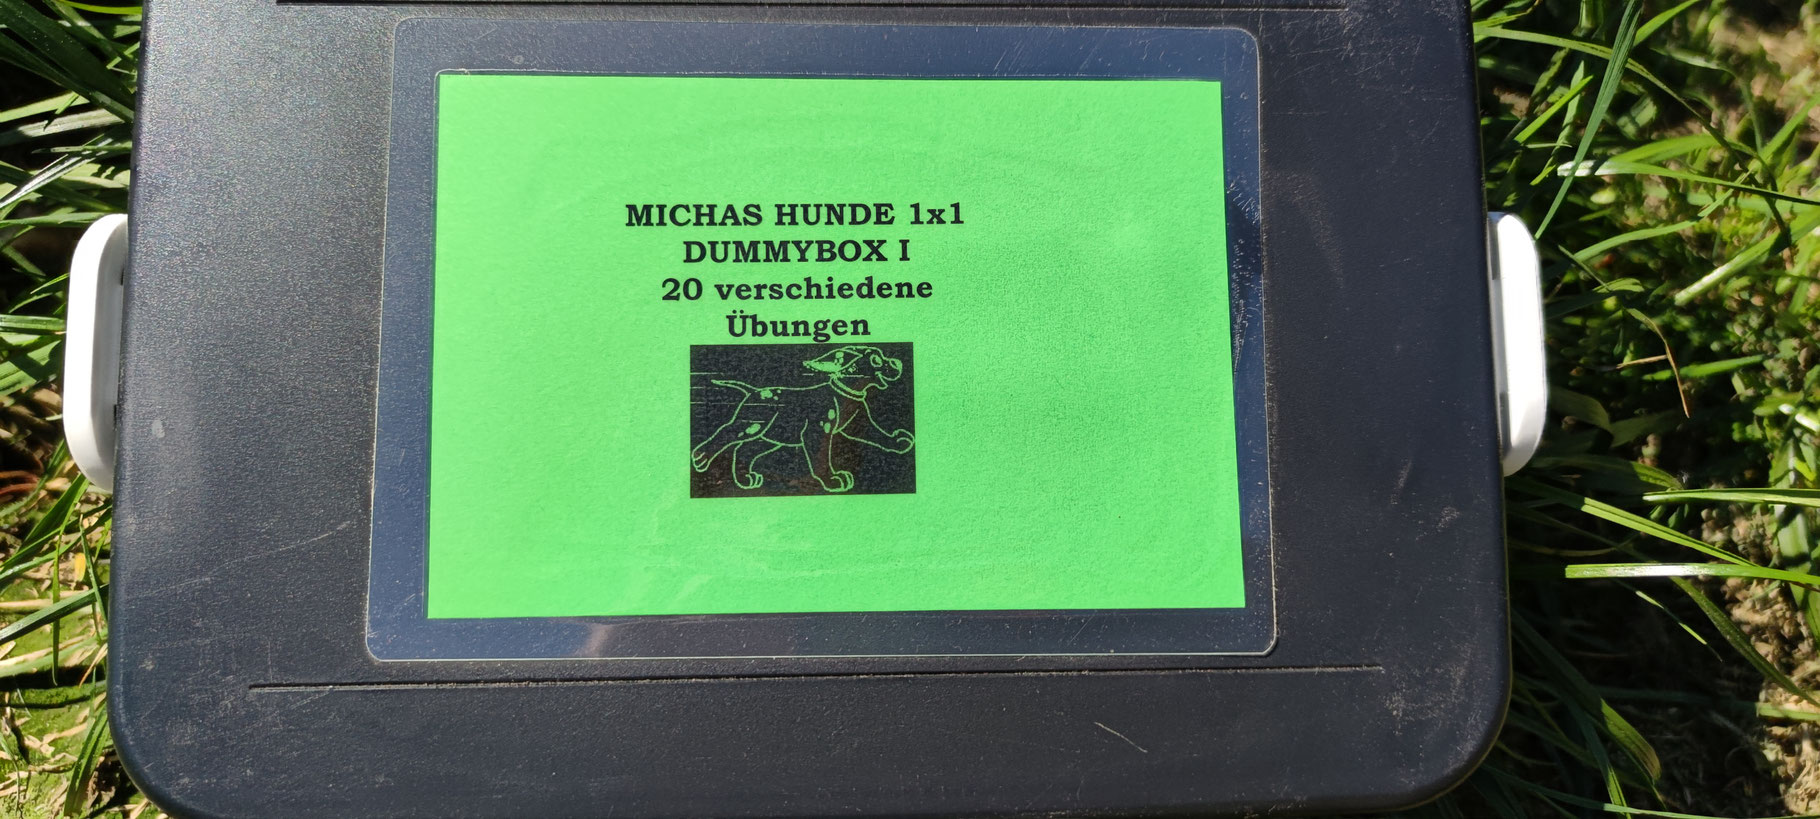 MICHAS HUNDE 1x1
DUMMYBOX I
20 verschiedene
Übungen